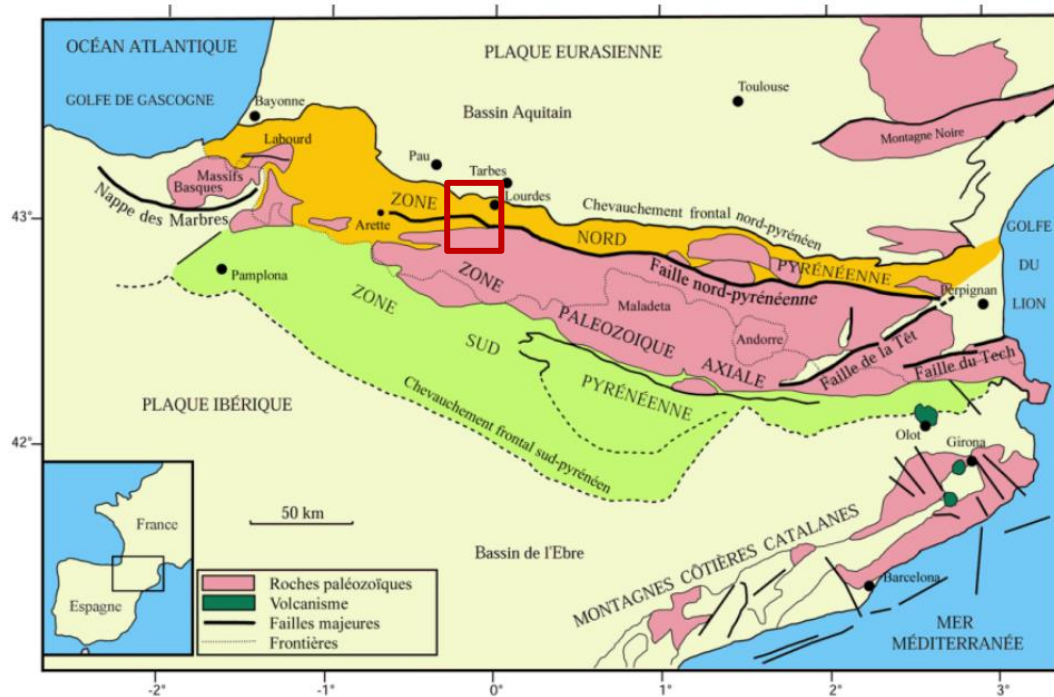 OCÉAN ATLANTIQUE
PLAQUE EURASIENNE
GOLFE DE GASCOGNE
Bayonne
Toulouse
Bassin Aquitain
Montagne Noire
Labourd
Pau
Tarbes
Massifs
Basques
Lourdes
Nappe des Marbres
43°
Arette
ZONE
NORD
PYRÉNÉENNE
Chevauchement frontal nord-pyrénéen
GOLFE
DU
LION
Faille nord-pyrénéenne
Pamplona
ZONE
PALEOZOIQUE
AXIALE
Maladeta
Andorre
Perpignan
Faille de la Têt
Faille du Tech
ZONE
SUD
PYRÉNÉENNE
PLAQUE IBÉRIQUE
Chevauchement frontal sud-pyrénéen
42°
Olot
Girona
France
Espagne
50 km
Bassin de l'Ebre
MONTAGNES CÔTIÈRES CATALANES
Barcelona
Roches paléozoïques
Volcanisme
Failles majeures
Frontières
MER
MÉDITERRANÉE
-2°
-1°
0°
1°
2°
3°